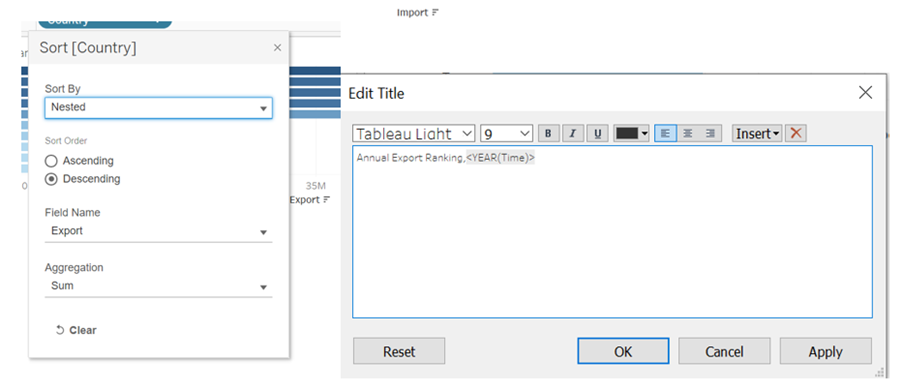 Import
Country
Sort [Country]
Sort By
Nested
Sort Order
Ascending
Descending
Field Name
Export
Aggregation
Sum
Clear
0
35M
Export
Edit Title
Tableau Light
9
B I U
Insert
Annual Export Ranking,<YEAR(Time)>
Reset
OK
Cancel
Apply